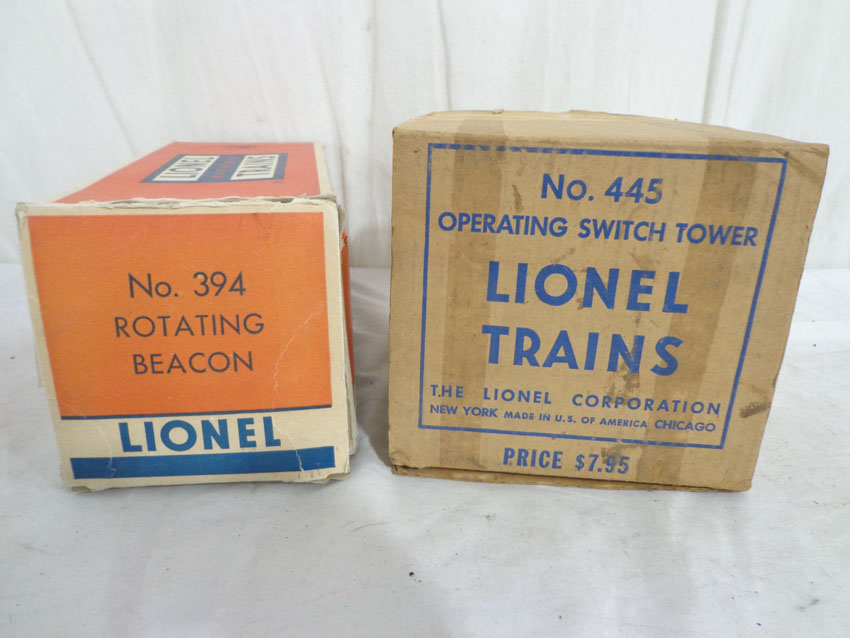 LIONEL
TRAINS
No. 394
ROTATING
BEACON
LIONEL
No. 445
OPERATING SWITCH TOWER
LIONEL
TRAINS
THE LIONEL CORPORATION
NEW YORK MADE IN U.S. OF AMERICA CHICAGO
PRICE $7.95